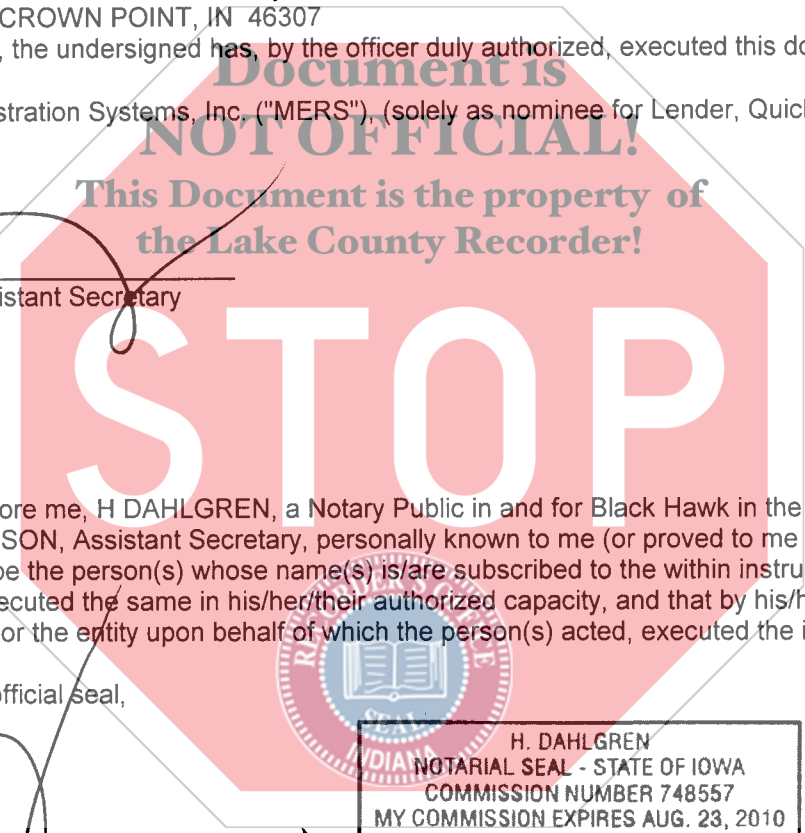 CROWN POINT, IN 46307
, the undersigned has, by the officer duly authorized, executed this do
Document is
stration Systems, Inc. ("MERS"), (solely as nominee for Lender, Quic
NOT OFFICIAL!
This Document is the property of
the Lake County Recorder!
istant Secretary
STOP
ore me, H DAHLGREN, a Notary Public in and for Black Hawk in the
SON, Assistant Secretary, personally known to me (or proved to me
be the person(s) whose name(s) is/are subscribed to the within instru
ecuted the same in his/her/their authorized capacity, and that by his/h
or the entity upon behalf of which the person(s) acted, executed the i
RECORDER'S OFFICE
official seal,
SEAL
INDIANA
H. DAHLGREN
NOTARIAL SEAL - STATE OF IOWA
COMMISSION NUMBER 748557
MY COMMISSION EXPIRES AUG. 23, 2010